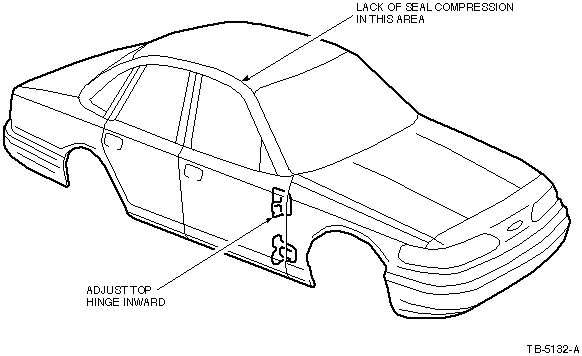 LACK OF SEAL COMPRESSION
IN THIS AREA
ADJUST TOP
HINGE INWARD
TB-5132-A